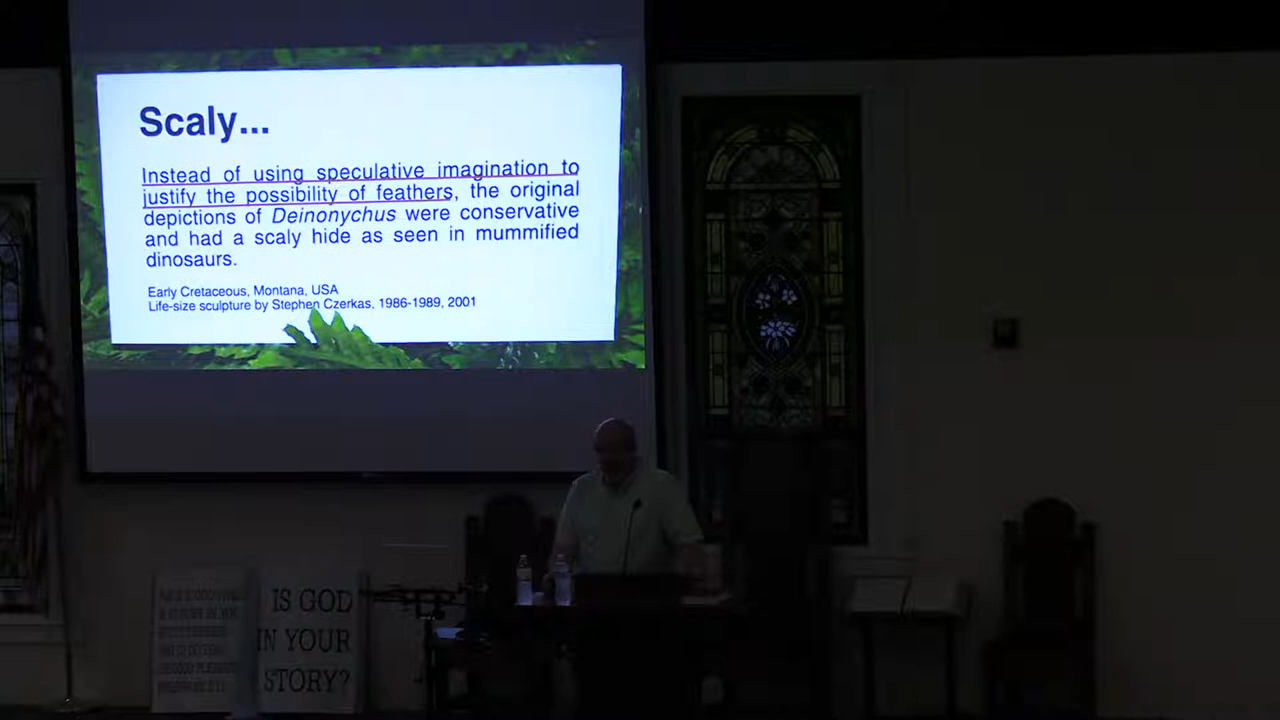 Scaly...
Instead of using speculative imagination to
justify the possibility of feathers, the original
depictions of Deinonychus were conservative
and had a scaly hide as seen in mummified
dinosaurs.
Early Cretaceous, Montana, USA
Life-size sculpture by Stephen Czerkas, 1986-1989, 2001
IS GOD
IN YOUR
STORY?